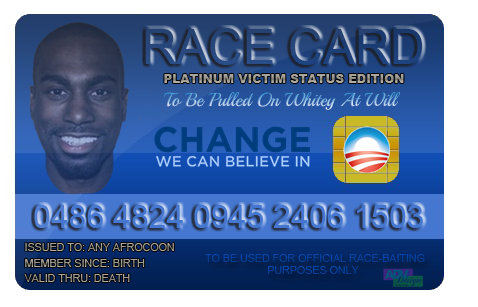 RACE CARD
PLATINUM VICTIM STATUS EDITION
To Be Pulled On Whitey At Will
CHANGE
WE CAN BELIEVE IN
0486 4824 0945 2406 1503
ISSUED TO: ANY AFROCOON
MEMBER SINCE: BIRTH
VALID THRU: DEATH
TO BE USED FOR OFFICIAL RACE-BAITING
PURPOSES ONLY